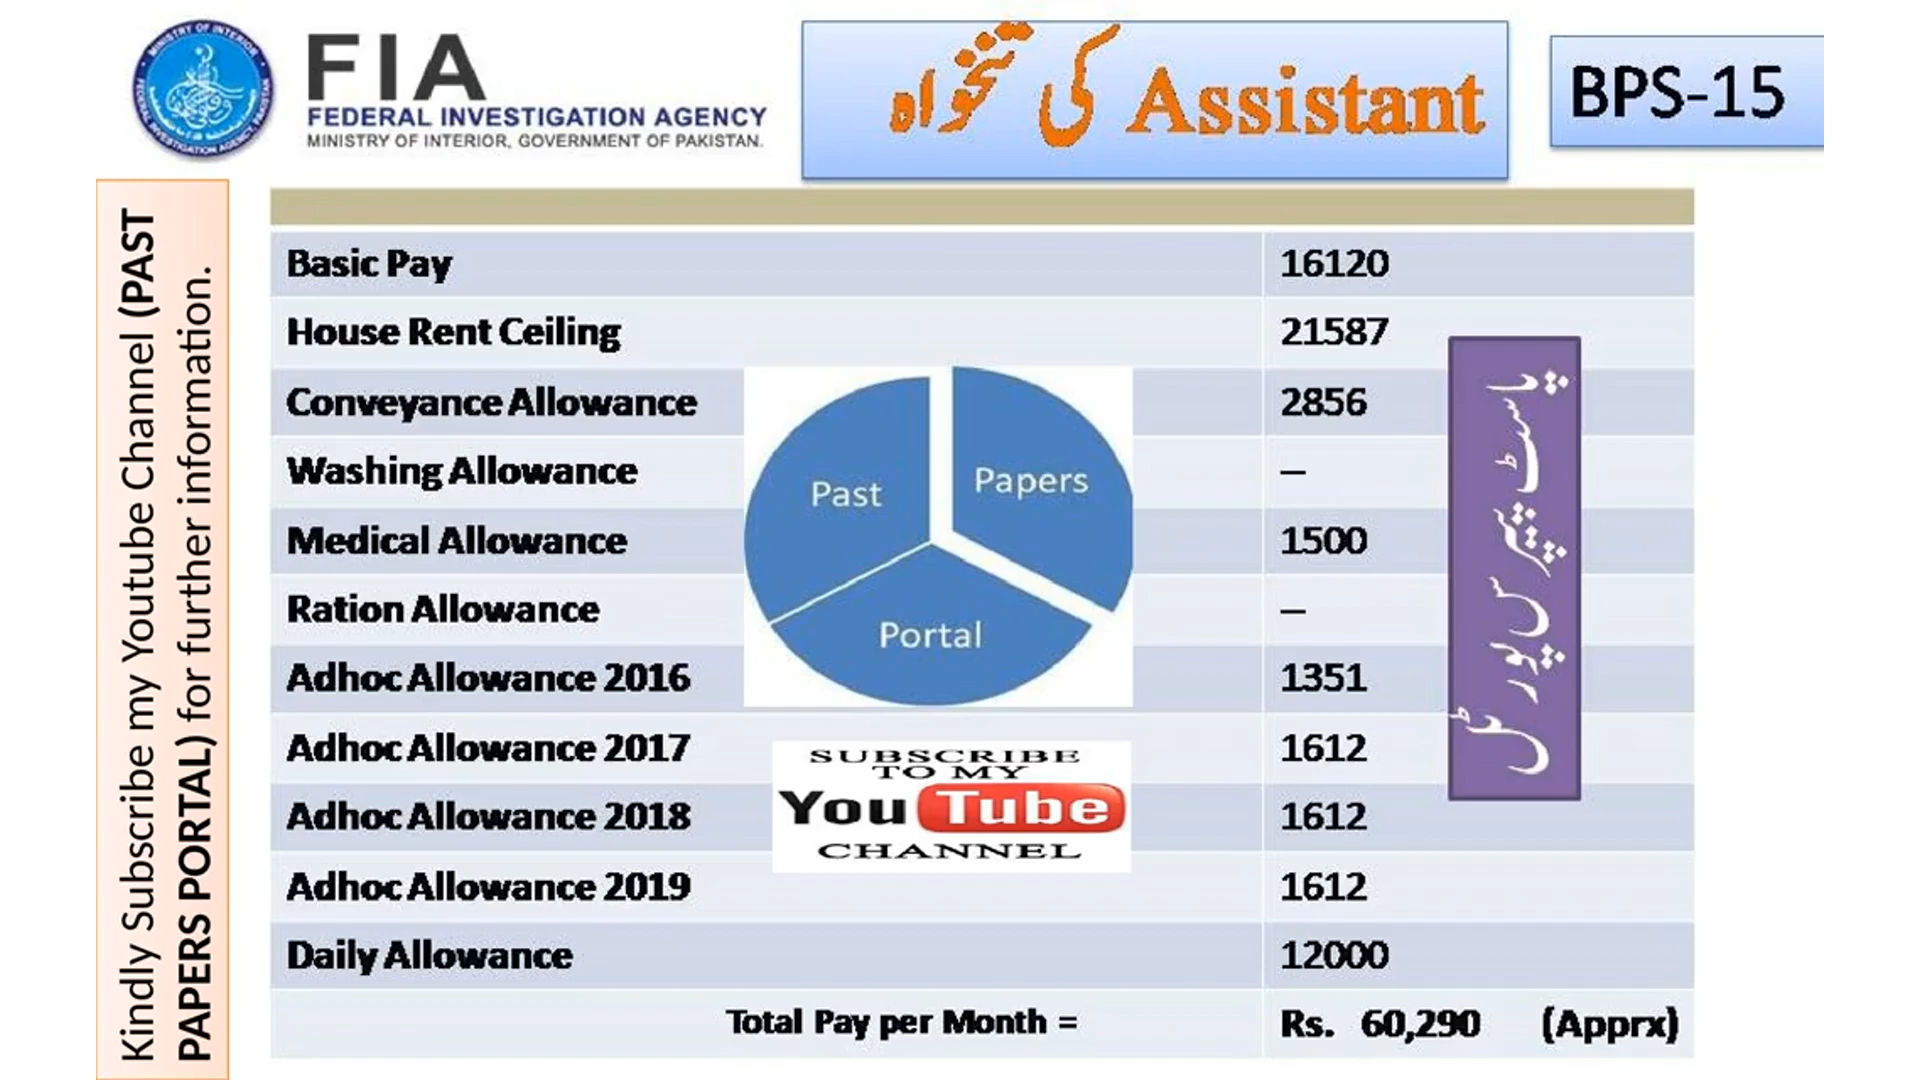 FIA
FEDERAL INVESTIGATION AGENCY
MINISTRY OF INTERIOR, GOVERNMENT OF PAKISTAN.
Assistant کی تنخواہ
BPS-15
Kindly Subscribe my Youtube Channel (PAST
PAPERS PORTAL) for further information.
Basic Pay 16120
House Rent Ceiling 21587
Conveyance Allowance 2856
Washing Allowance –
Medical Allowance 1500
Ration Allowance –
Adhoc Allowance 2016 1351
Adhoc Allowance 2017 1612
Adhoc Allowance 2018 1612
Adhoc Allowance 2019 1612
Daily Allowance 12000
Total Pay per Month = Rs. 60,290 (Apprx)
Past
Papers
Portal
SUBSCRIBE
TO MY
YouTube
CHANNEL
پاسٹ پیپرس پورٹل